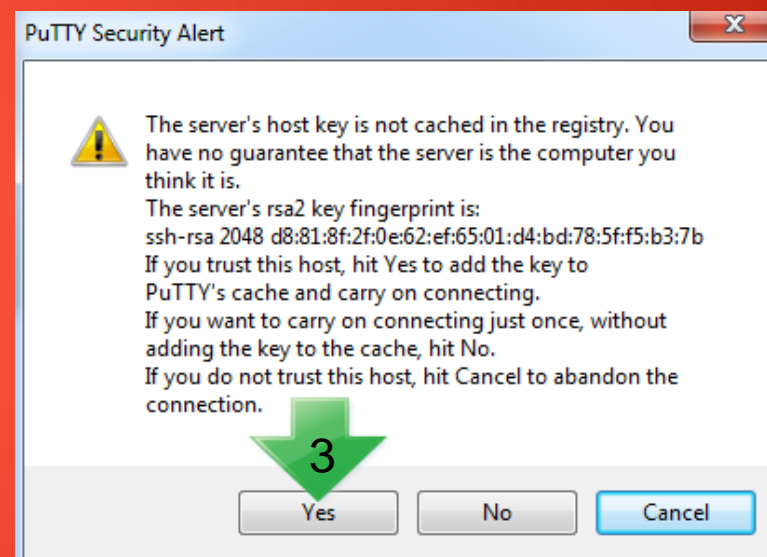 PuTTY Security Alert
X
The server's host key is not cached in the registry. You
have no guarantee that the server is the computer you
think it is.
The server's rsa2 key fingerprint is:
ssh-rsa 2048 d8:81:8f:2f:0e:62:ef:65:01:d4:bd:78:5f:f5:b3:7b
If you trust this host, hit Yes to add the key to
PuTTY's cache and carry on connecting.
If you want to carry on connecting just once, without
adding the key to the cache, hit No.
If you do not trust this host, hit Cancel to abandon the
connection.
3
Yes No Cancel